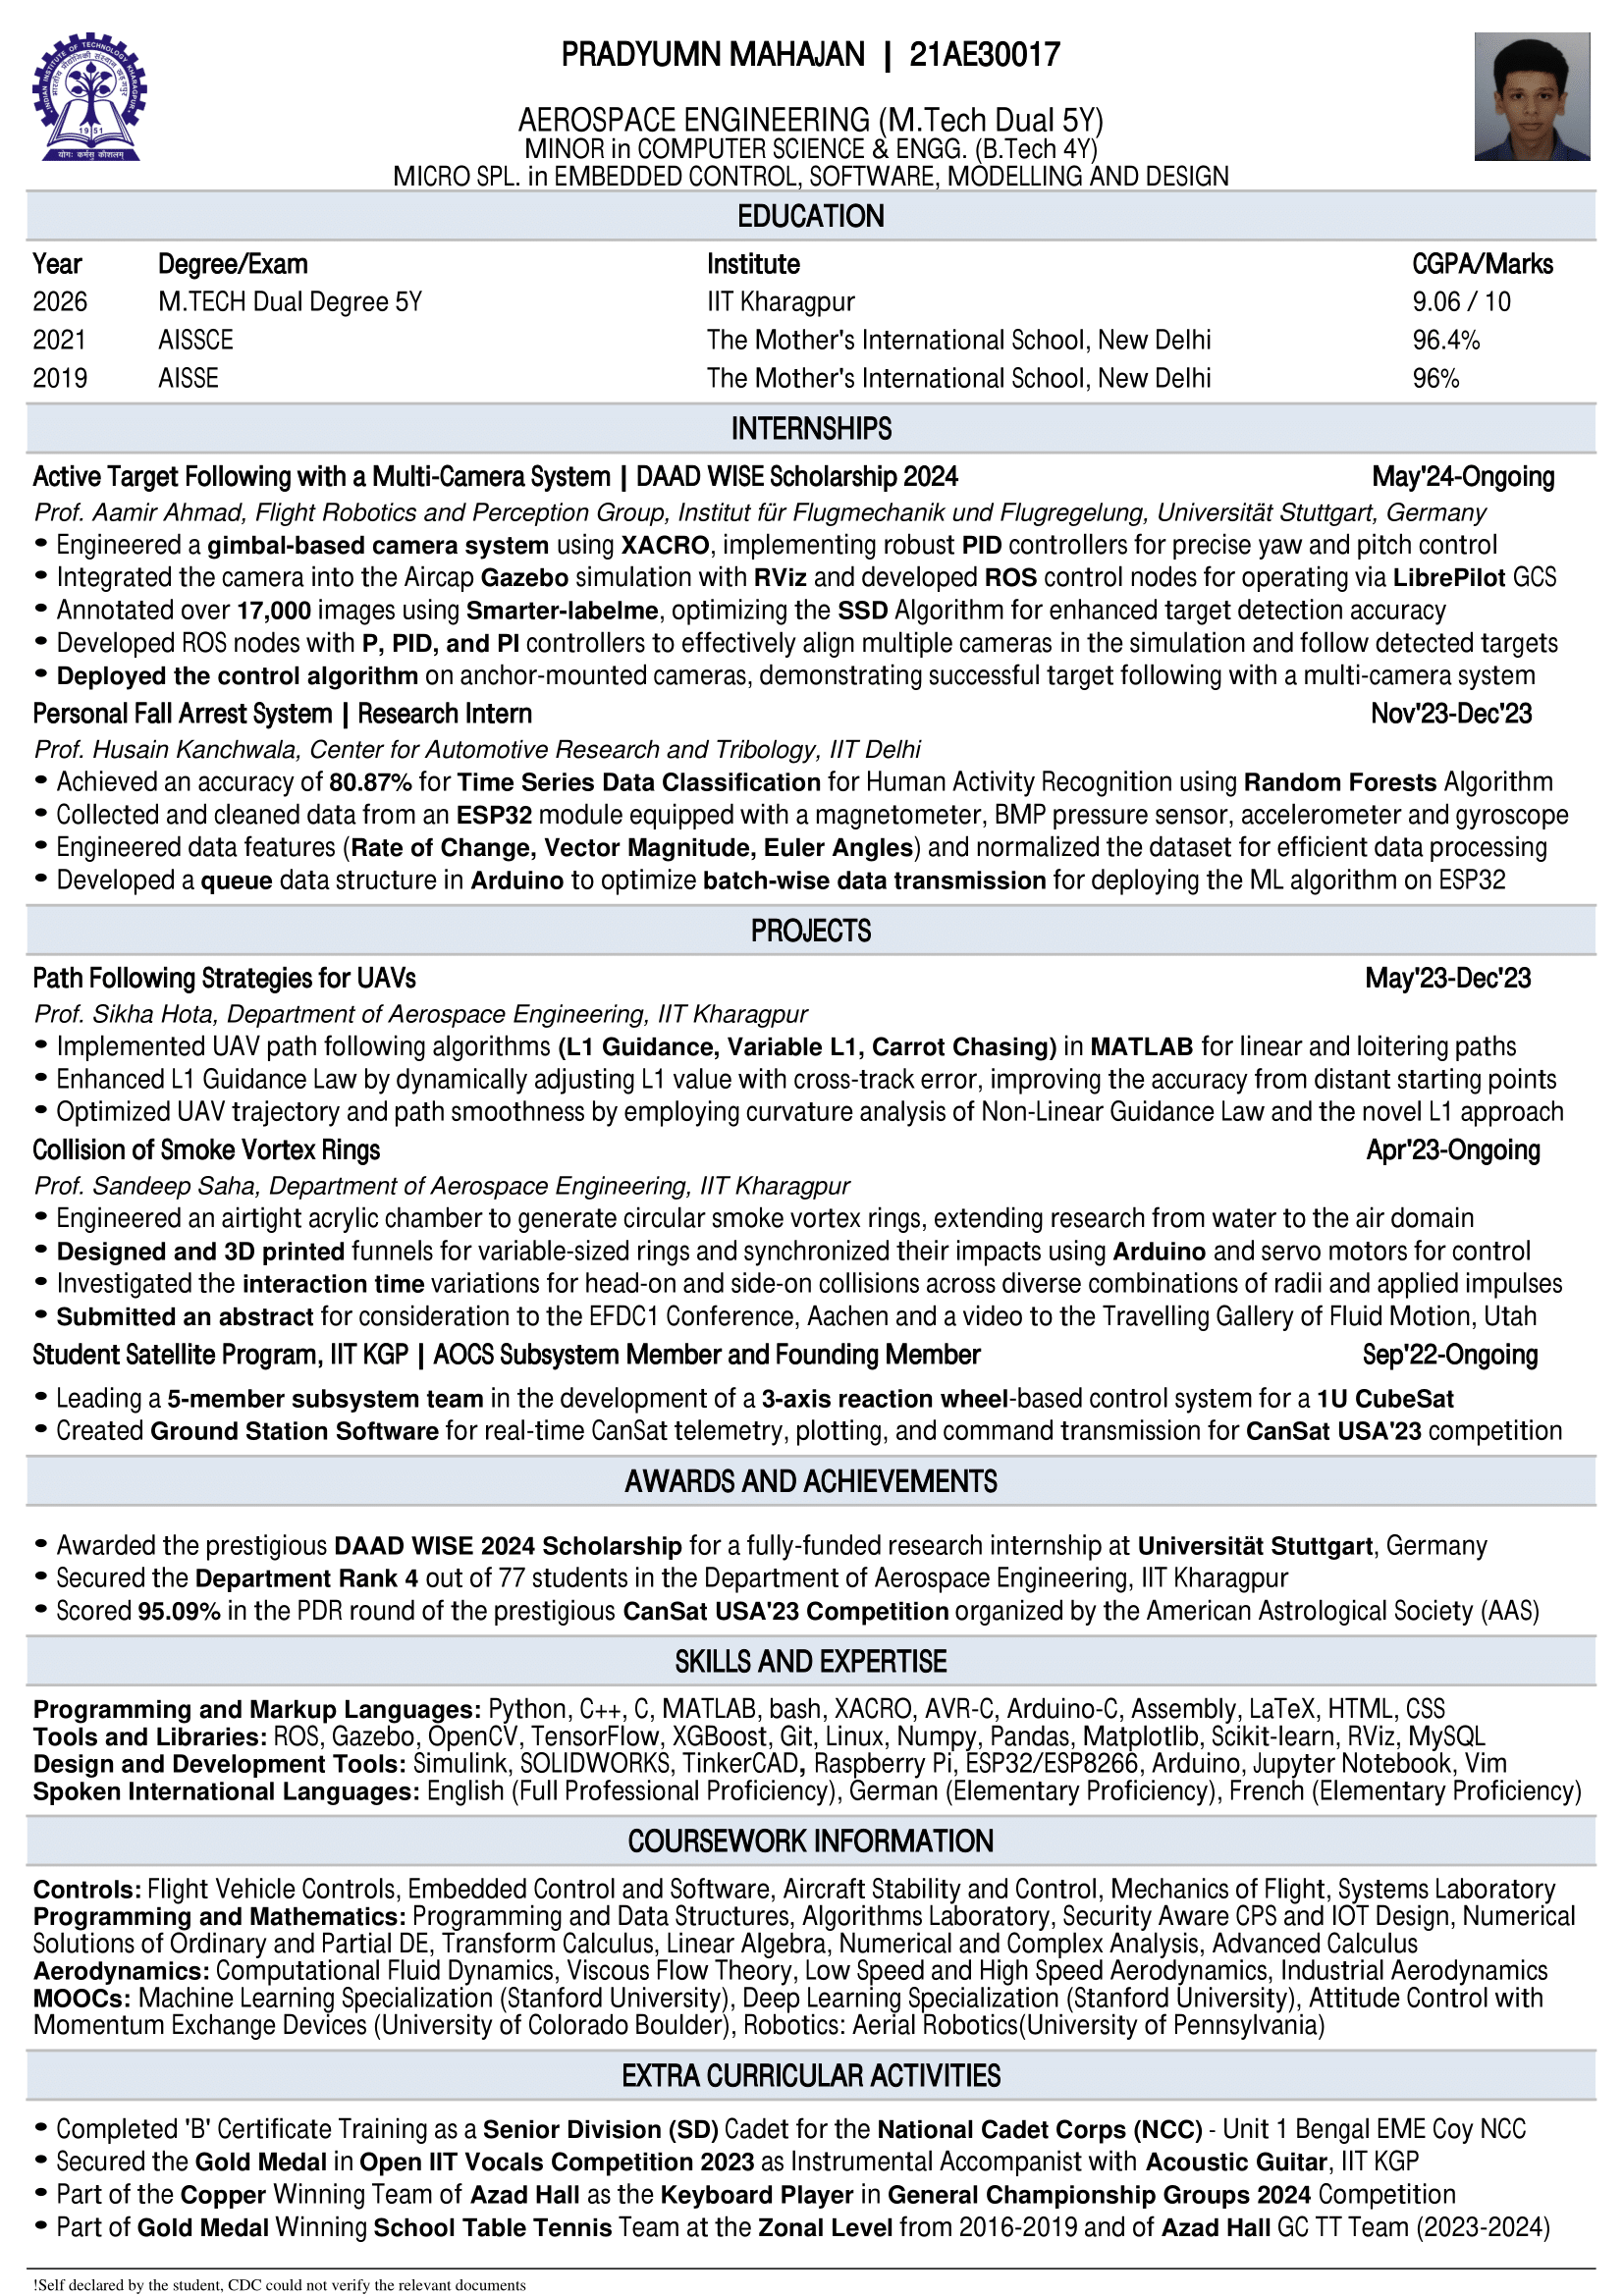 INDIAN INSTITUTE OF TECHNOLOGY KHARAGPUR
भारतीय प्रौद्योगिकी संस्थान खड़गपुर
1951
योगः कर्मसु कौशलम्
PRADYUMN MAHAJAN | 21AE30017
AEROSPACE ENGINEERING (M.Tech Dual 5Y)
MINOR in COMPUTER SCIENCE & ENGG. (B.Tech 4Y)
MICRO SPL. in EMBEDDED CONTROL, SOFTWARE, MODELLING AND DESIGN
EDUCATION
Year Degree/Exam Institute CGPA/Marks
2026 M.TECH Dual Degree 5Y IIT Kharagpur 9.06 / 10
2021 AISSCE The Mother's International School, New Delhi 96.4%
2019 AISSE The Mother's International School, New Delhi 96%
INTERNSHIPS
Active Target Following with a Multi-Camera System | DAAD WISE Scholarship 2024 May'24-Ongoing
Prof. Aamir Ahmad, Flight Robotics and Perception Group, Institut für Flugmechanik und Flugregelung, Universität Stuttgart, Germany
• Engineered a gimbal-based camera system using XACRO, implementing robust PID controllers for precise yaw and pitch control
• Integrated the camera into the Aircap Gazebo simulation with RViz and developed ROS control nodes for operating via LibrePilot GCS
• Annotated over 17,000 images using Smarter-labelme, optimizing the SSD Algorithm for enhanced target detection accuracy
• Developed ROS nodes with P, PID, and PI controllers to effectively align multiple cameras in the simulation and follow detected targets
• Deployed the control algorithm on anchor-mounted cameras, demonstrating successful target following with a multi-camera system
Personal Fall Arrest System | Research Intern Nov'23-Dec'23
Prof. Husain Kanchwala, Center for Automotive Research and Tribology, IIT Delhi
• Achieved an accuracy of 80.87% for Time Series Data Classification for Human Activity Recognition using Random Forests Algorithm
• Collected and cleaned data from an ESP32 module equipped with a magnetometer, BMP pressure sensor, accelerometer and gyroscope
• Engineered data features (Rate of Change, Vector Magnitude, Euler Angles) and normalized the dataset for efficient data processing
• Developed a queue data structure in Arduino to optimize batch-wise data transmission for deploying the ML algorithm on ESP32
PROJECTS
Path Following Strategies for UAVs May'23-Dec'23
Prof. Sikha Hota, Department of Aerospace Engineering, IIT Kharagpur
• Implemented UAV path following algorithms (L1 Guidance, Variable L1, Carrot Chasing) in MATLAB for linear and loitering paths
• Enhanced L1 Guidance Law by dynamically adjusting L1 value with cross-track error, improving the accuracy from distant starting points
• Optimized UAV trajectory and path smoothness by employing curvature analysis of Non-Linear Guidance Law and the novel L1 approach
Collision of Smoke Vortex Rings Apr'23-Ongoing
Prof. Sandeep Saha, Department of Aerospace Engineering, IIT Kharagpur
• Engineered an airtight acrylic chamber to generate circular smoke vortex rings, extending research from water to the air domain
• Designed and 3D printed funnels for variable-sized rings and synchronized their impacts using Arduino and servo motors for control
• Investigated the interaction time variations for head-on and side-on collisions across diverse combinations of radii and applied impulses
• Submitted an abstract for consideration to the EFDC1 Conference, Aachen and a video to the Travelling Gallery of Fluid Motion, Utah
Student Satellite Program, IIT KGP | AOCS Subsystem Member and Founding Member Sep'22-Ongoing
• Leading a 5-member subsystem team in the development of a 3-axis reaction wheel-based control system for a 1U CubeSat
• Created Ground Station Software for real-time CanSat telemetry, plotting, and command transmission for CanSat USA'23 competition
AWARDS AND ACHIEVEMENTS
• Awarded the prestigious DAAD WISE 2024 Scholarship for a fully-funded research internship at Universität Stuttgart, Germany
• Secured the Department Rank 4 out of 77 students in the Department of Aerospace Engineering, IIT Kharagpur
• Scored 95.09% in the PDR round of the prestigious CanSat USA'23 Competition organized by the American Astrological Society (AAS)
SKILLS AND EXPERTISE
Programming and Markup Languages: Python, C++, C, MATLAB, bash, XACRO, AVR-C, Arduino-C, Assembly, LaTeX, HTML, CSS
Tools and Libraries: ROS, Gazebo, OpenCV, TensorFlow, XGBoost, Git, Linux, Numpy, Pandas, Matplotlib, Scikit-learn, RViz, MySQL
Design and Development Tools: Simulink, SOLIDWORKS, TinkerCAD, Raspberry Pi, ESP32/ESP8266, Arduino, Jupyter Notebook, Vim
Spoken International Languages: English (Full Professional Proficiency), German (Elementary Proficiency), French (Elementary Proficiency)
COURSEWORK INFORMATION
Controls: Flight Vehicle Controls, Embedded Control and Software, Aircraft Stability and Control, Mechanics of Flight, Systems Laboratory
Programming and Mathematics: Programming and Data Structures, Algorithms Laboratory, Security Aware CPS and IOT Design, Numerical
Solutions of Ordinary and Partial DE, Transform Calculus, Linear Algebra, Numerical and Complex Analysis, Advanced Calculus
Aerodynamics: Computational Fluid Dynamics, Viscous Flow Theory, Low Speed and High Speed Aerodynamics, Industrial Aerodynamics
MOOCs: Machine Learning Specialization (Stanford University), Deep Learning Specialization (Stanford University), Attitude Control with
Momentum Exchange Devices (University of Colorado Boulder), Robotics: Aerial Robotics(University of Pennsylvania)
EXTRA CURRICULAR ACTIVITIES
• Completed 'B' Certificate Training as a Senior Division (SD) Cadet for the National Cadet Corps (NCC) - Unit 1 Bengal EME Coy NCC
• Secured the Gold Medal in Open IIT Vocals Competition 2023 as Instrumental Accompanist with Acoustic Guitar, IIT KGP
• Part of the Copper Winning Team of Azad Hall as the Keyboard Player in General Championship Groups 2024 Competition
• Part of Gold Medal Winning School Table Tennis Team at the Zonal Level from 2016-2019 and of Azad Hall GC TT Team (2023-2024)
!Self declared by the student, CDC could not verify the relevant documents